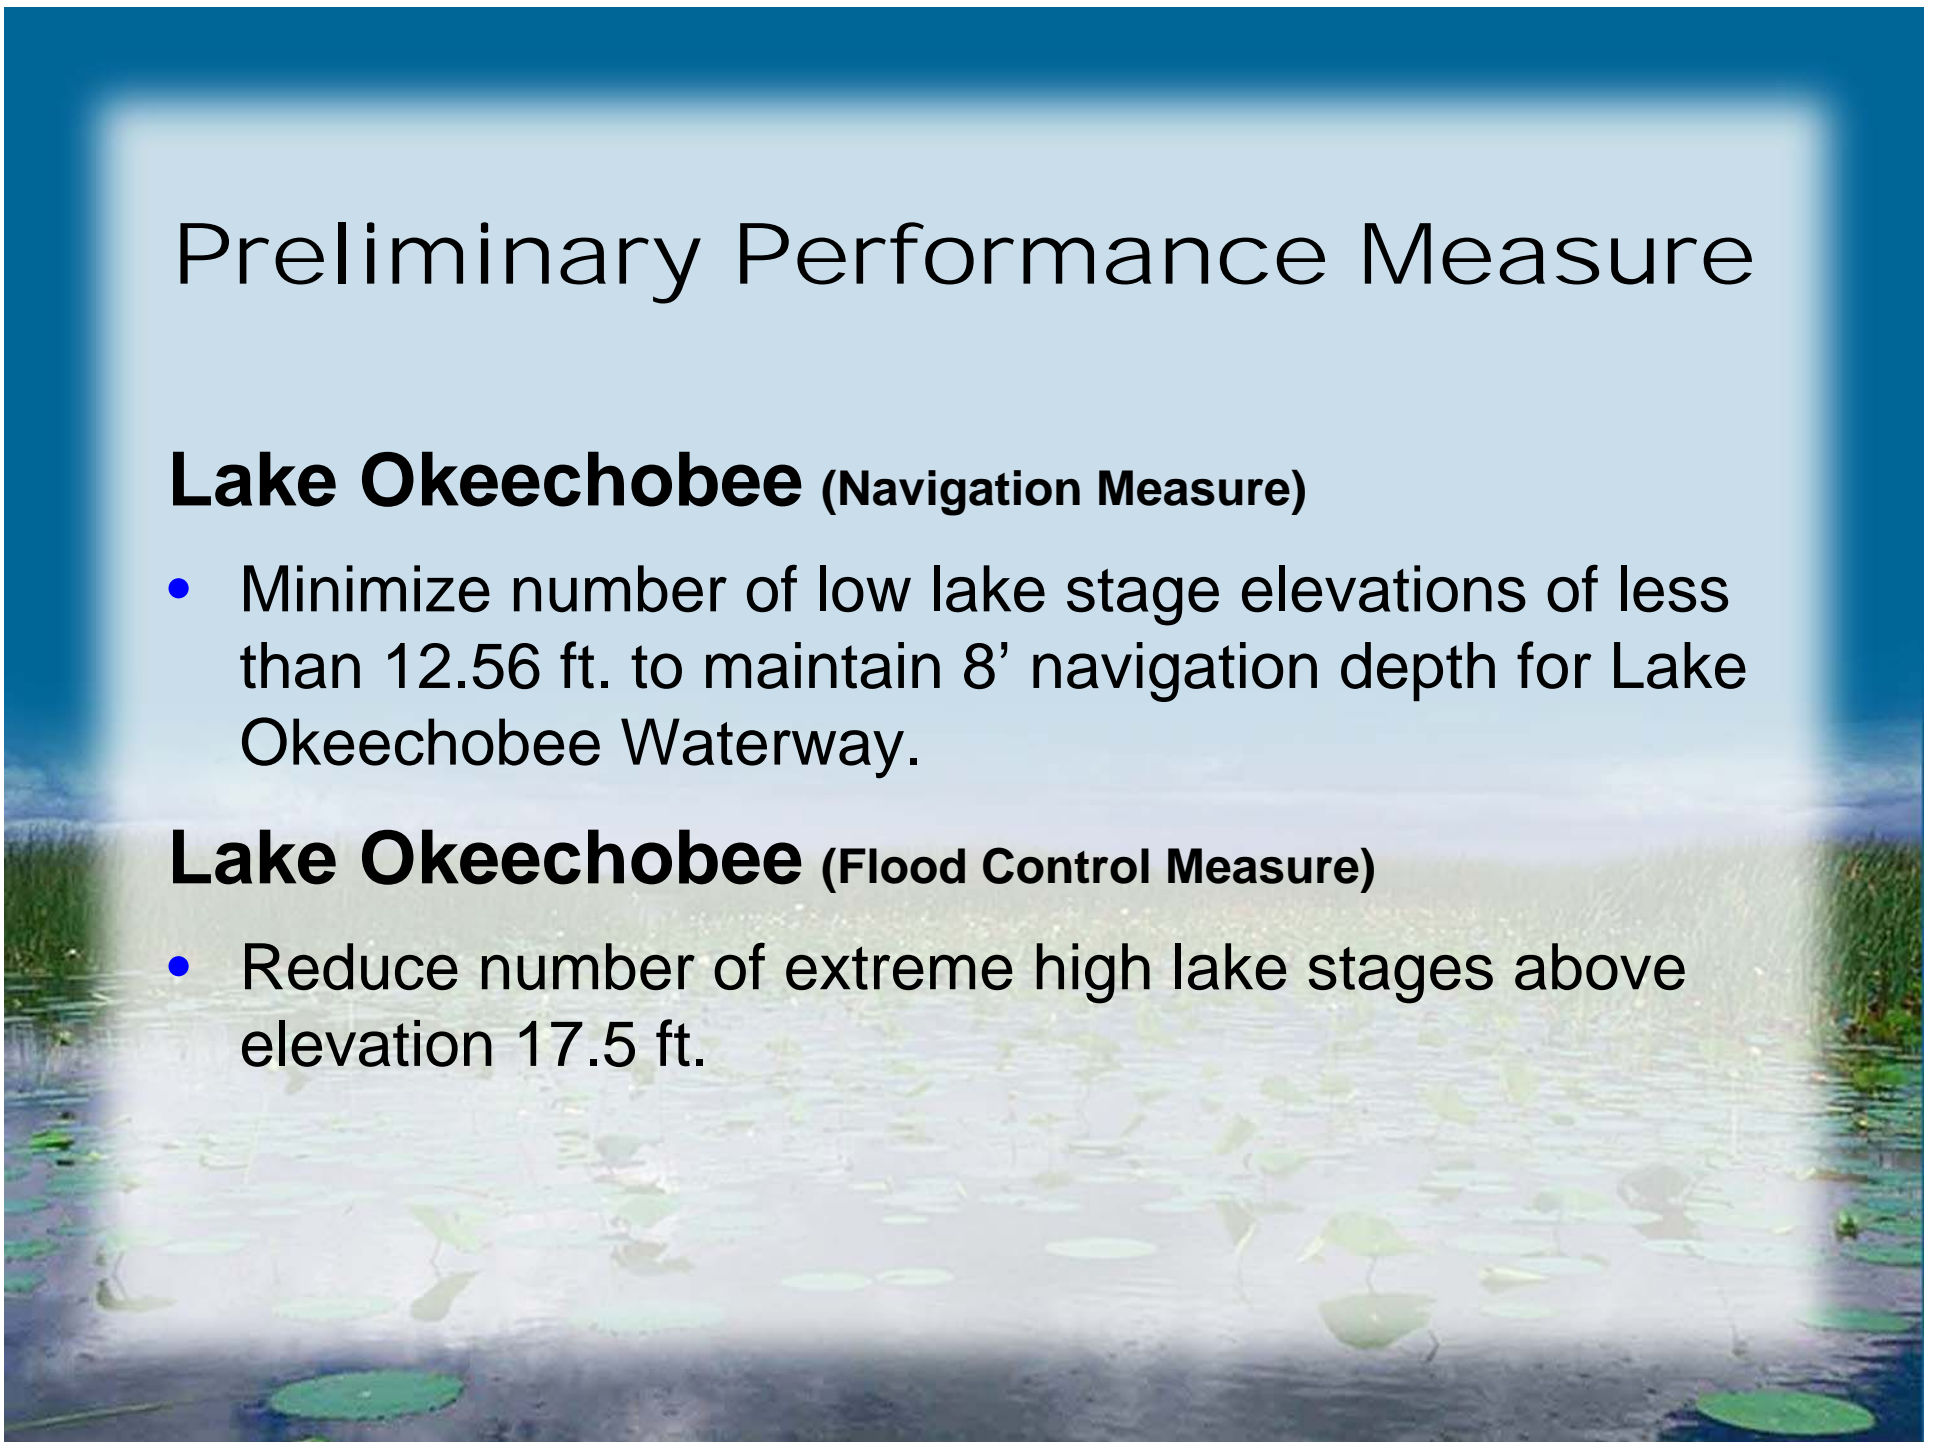 Preliminary Performance Measure
Lake Okeechobee (Navigation Measure)
• Minimize number of low lake stage elevations of less
than 12.56 ft. to maintain 8’ navigation depth for Lake
Okeechobee Waterway.
Lake Okeechobee (Flood Control Measure)
• Reduce number of extreme high lake stages above
elevation 17.5 ft.